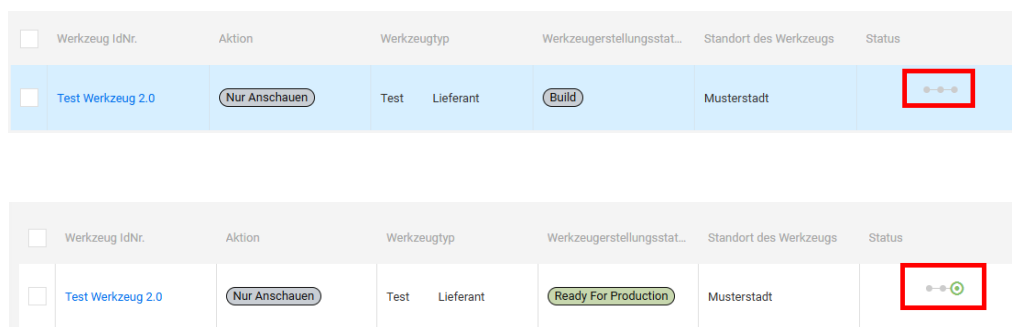 Werkzeug IdNr. Aktion Werkzeugtyp Werkzeugerstellungsstat... Standort des Werkzeugs Status
Test Werkzeug 2.0 Nur Anschauen Test Lieferant Build Musterstadt
Werkzeug IdNr. Aktion Werkzeugtyp Werkzeugerstellungsstat... Standort des Werkzeugs Status
Test Werkzeug 2.0 Nur Anschauen Test Lieferant Ready For Production Musterstadt